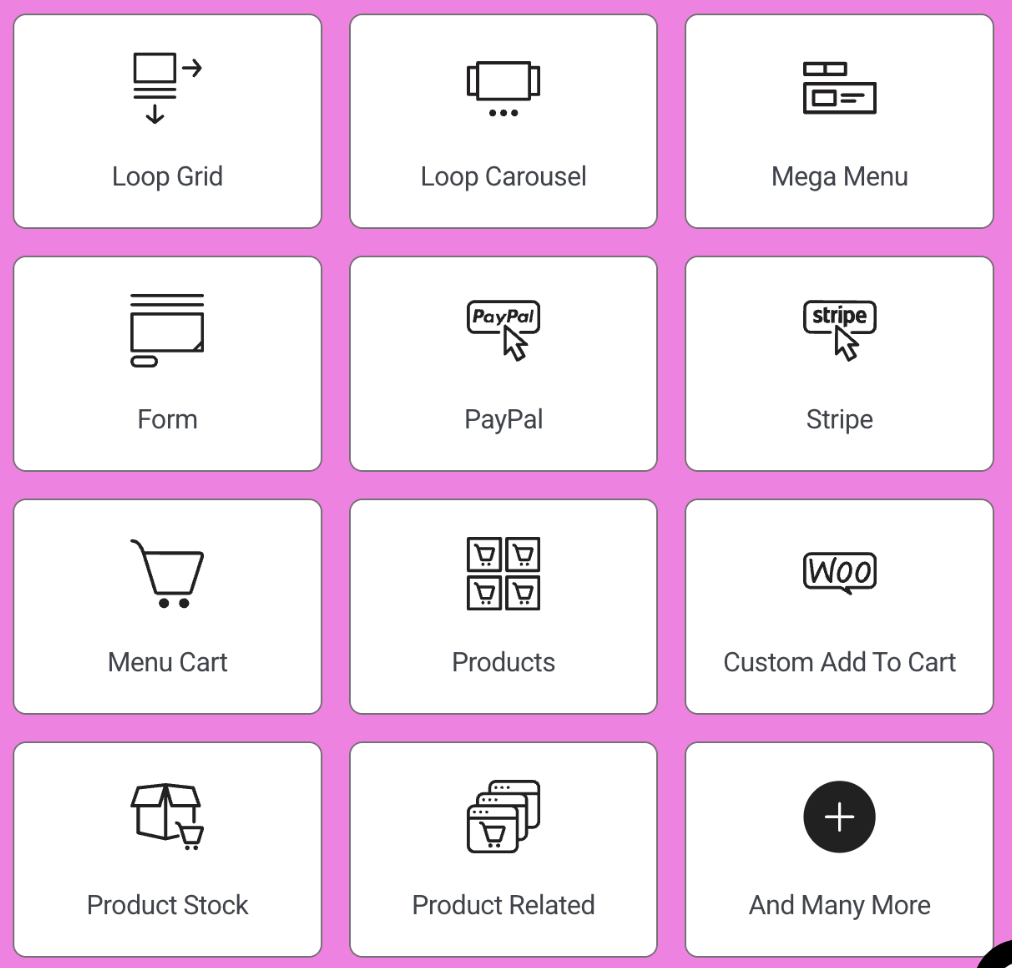 Loop Grid
Loop Carousel
Mega Menu
PayPal
stripe
Form
PayPal
Stripe
Woo
Menu Cart
Products
Custom Add To Cart
Product Stock
Product Related
And Many More